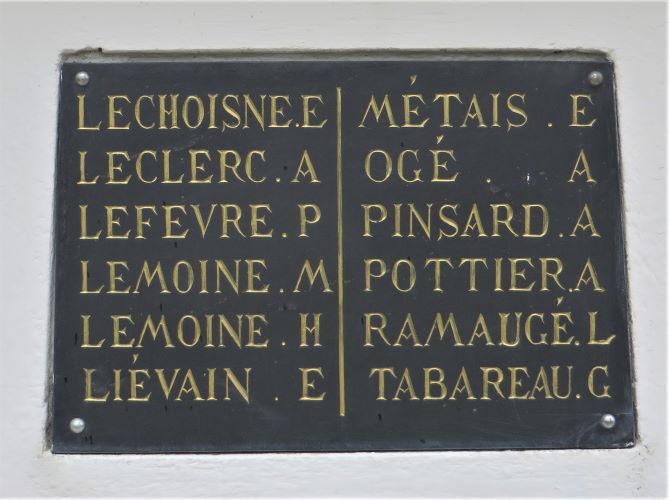 LECHOISNE.E
LECLERC.A
LEFEVRE.P
LEMOINE.M
LEMOINE.H
LIÉVAIN.E
MÉTAIS.E
OGÉ.A
PINSARD.A
POTTIER.A
RAMAUGÉ.L
TABAREAU.G